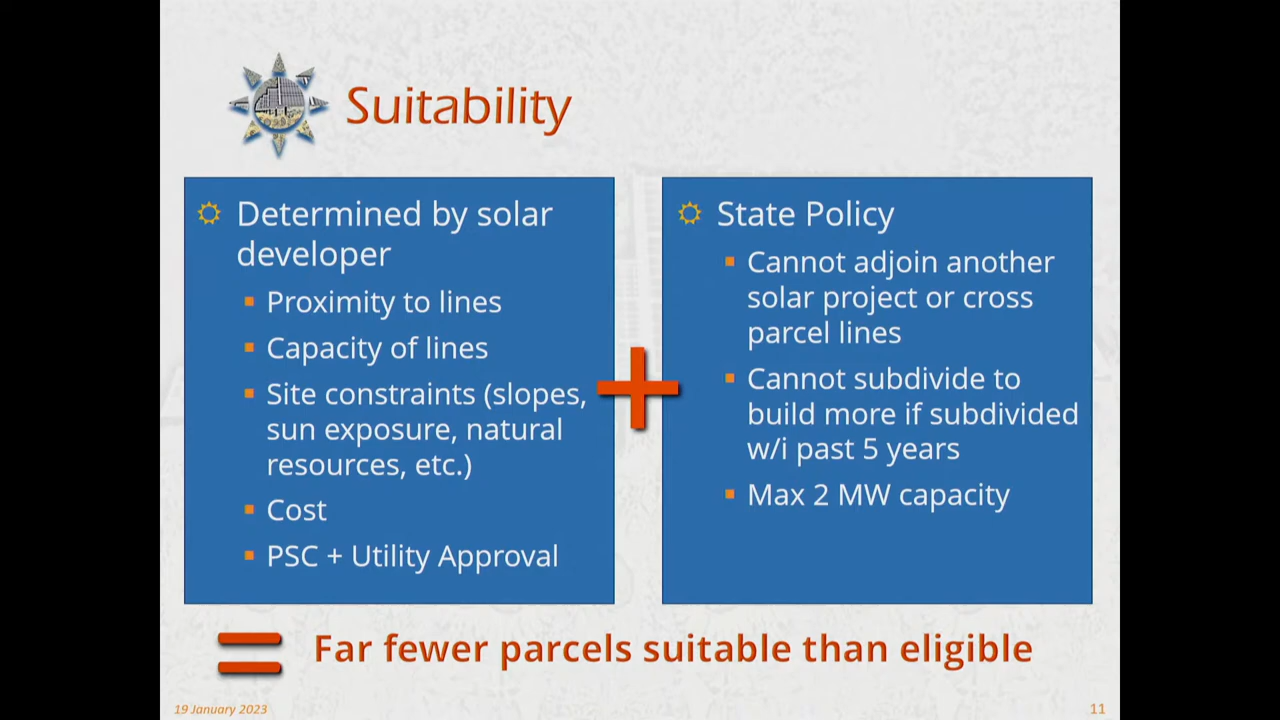 Suitability
Determined by solar
developer
Proximity to lines
Capacity of lines
Site constraints (slopes,
sun exposure, natural
resources, etc.)
Cost
PSC + Utility Approval
+
State Policy
Cannot adjoin another
solar project or cross
parcel lines
Cannot subdivide to
build more if subdivided
w/i past 5 years
Max 2 MW capacity
= Far fewer parcels suitable than eligible
19 January 2023
11